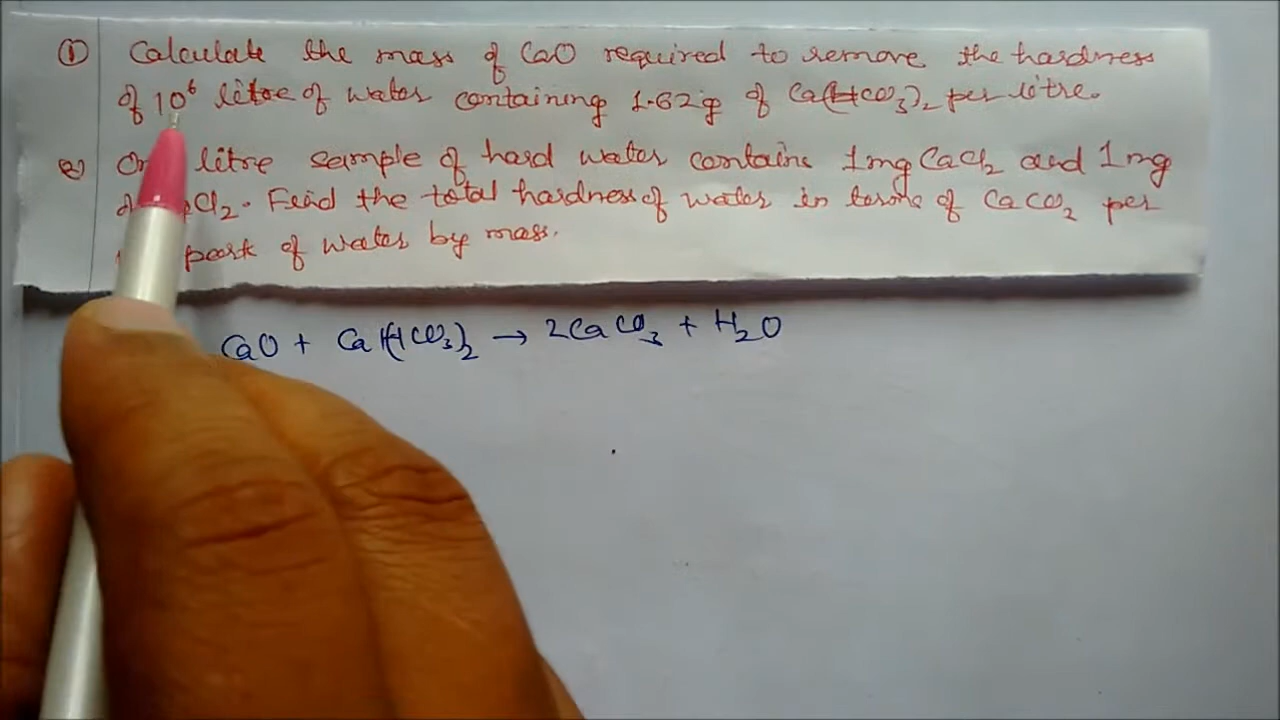 ① Calculate the mass of CaO required to remove the hardness
of 10⁶ litre of water containing 1.62g of Ca(HCO₃)₂ per litre.
litre sample of hard water contains 1mg CaCl₂ and 1mg
Cl₂. Find the total hardness of water in terms of CaCO₂ per
part of water by mass.
CaO + Ca(HCO₃)₂ → 2CaCO₃ + H₂O